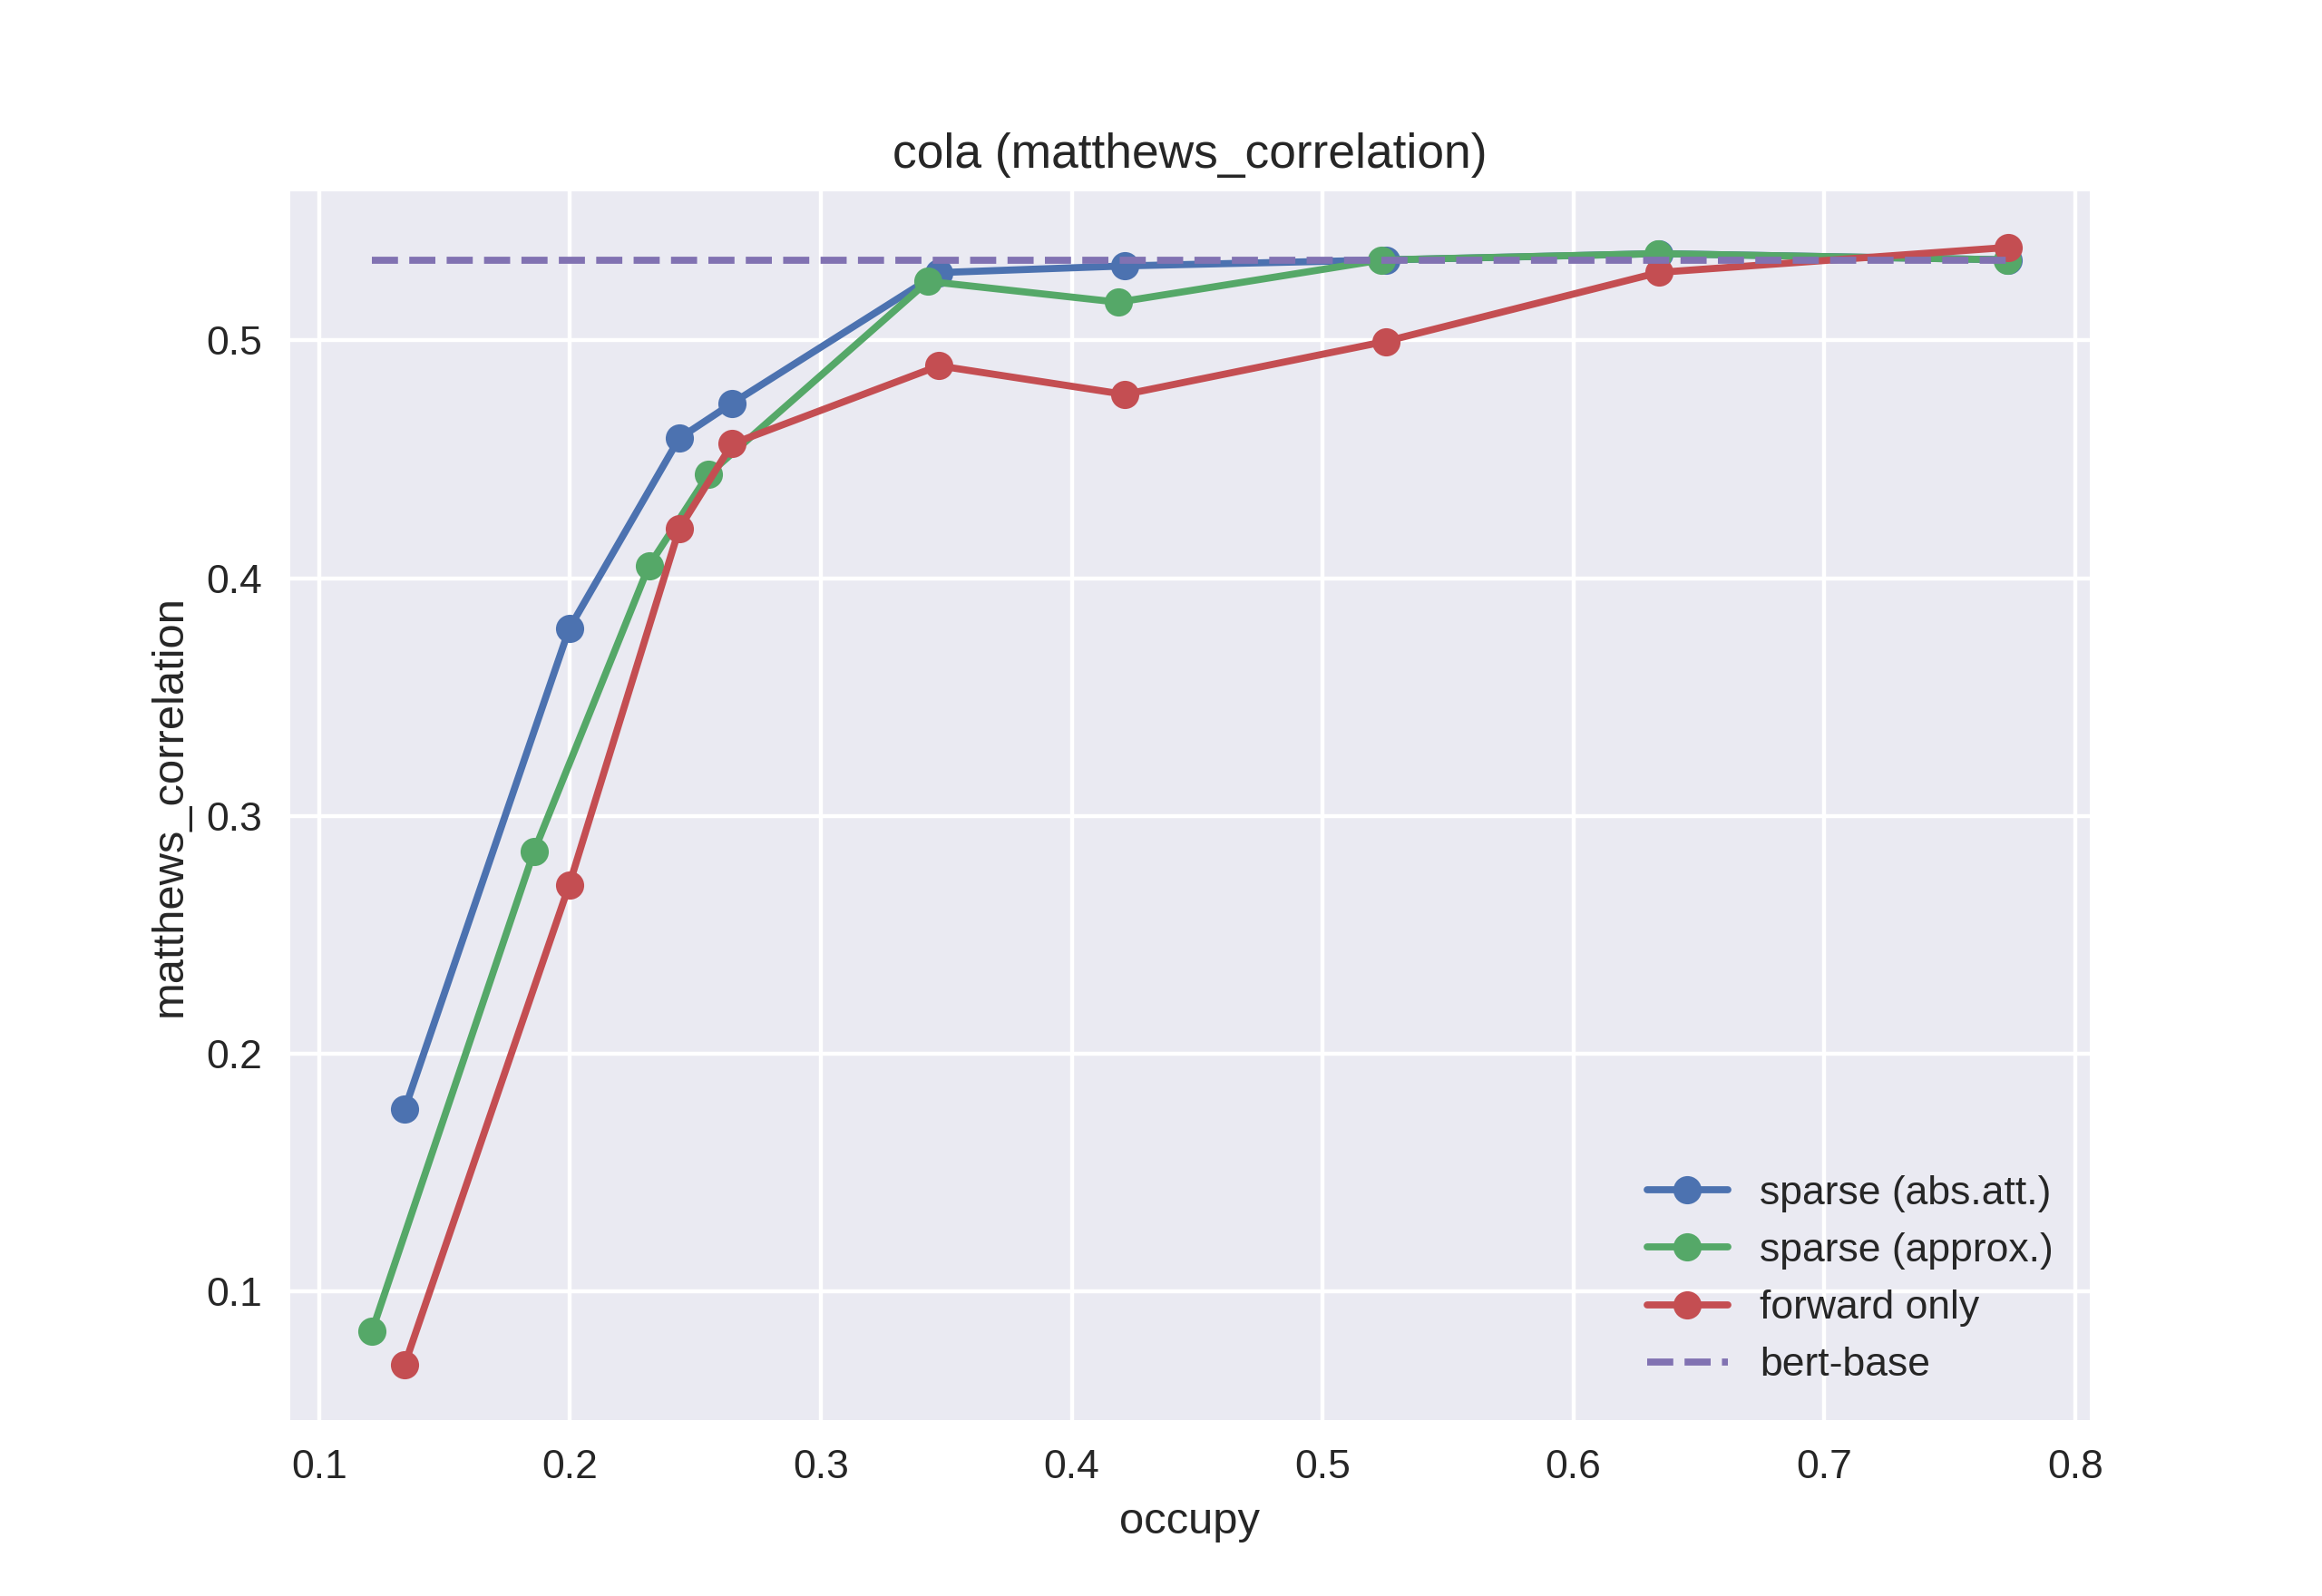 cola (matthews_correlation)
matthews_correlation
0.5
0.4
0.3
0.2
0.1
0.1 0.2 0.3 0.4 0.5 0.6 0.7 0.8
occupy
sparse (abs.att.)
sparse (approx.)
forward only
bert-base